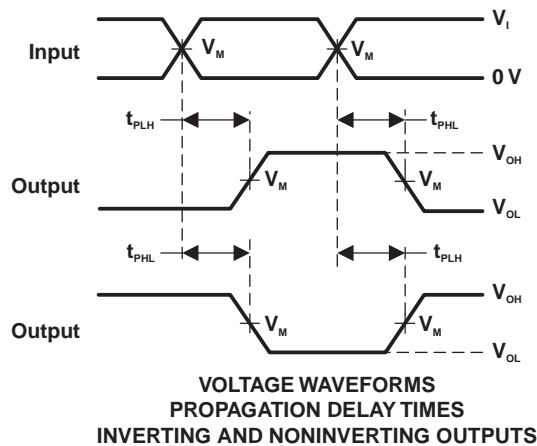 V_I
Input
V_M
V_M
0 V
t_PLH
t_PHL
V_OH
Output
V_M
V_M
V_OL
t_PHL
t_PLH
V_OH
Output
V_M
V_M
V_OL
VOLTAGE WAVEFORMS
PROPAGATION DELAY TIMES
INVERTING AND NONINVERTING OUTPUTS